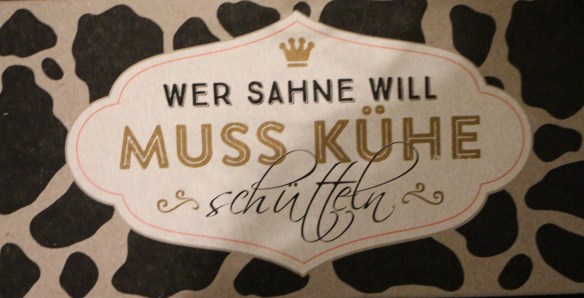 WER SAHNE WILL
MUSS KÜHE
schütteln